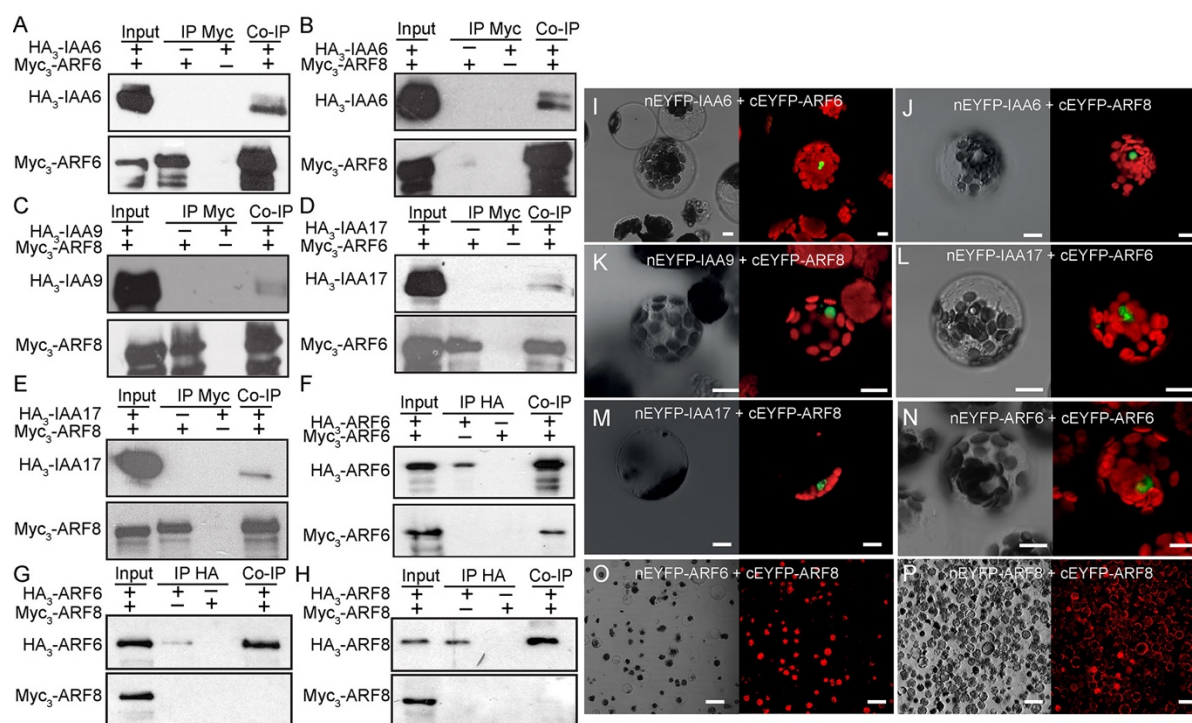 A
Input IP Myc Co-IP
HA3-IAA6 + − + +
Myc3-ARF6 + + − +
HA3-IAA6
Myc3-ARF6
B
Input IP Myc Co-IP
HA3-IAA6 + − + +
Myc3-ARF8 + + − +
HA3-IAA6
Myc3-ARF8
C
Input IP Myc Co-IP
HA3-IAA9 + − + +
Myc3-ARF8 + + − +
HA3-IAA9
Myc3-ARF8
D
Input IP Myc Co-IP
HA3-IAA17 + − + +
Myc3-ARF6 + + − +
HA3-IAA17
Myc3-ARF6
E
Input IP Myc Co-IP
HA3-IAA17 + − + +
Myc3-ARF8 + + − +
HA3-IAA17
Myc3-ARF8
F
Input IP HA Co-IP
HA3-ARF6 + + − +
Myc3-ARF6 + − + +
HA3-ARF6
Myc3-ARF6
G
Input IP HA Co-IP
HA3-ARF6 + + − +
Myc3-ARF8 + − + +
HA3-ARF6
Myc3-ARF8
H
Input IP HA Co-IP
HA3-ARF8 + + − +
Myc3-ARF8 + − + +
HA3-ARF8
Myc3-ARF8
I nEYFP-IAA6 + cEYFP-ARF6
J nEYFP-IAA6 + cEYFP-ARF8
K nEYFP-IAA9 + cEYFP-ARF8
L nEYFP-IAA17 + cEYFP-ARF6
M nEYFP-IAA17 + cEYFP-ARF8
N nEYFP-ARF6 + cEYFP-ARF6
O nEYFP-ARF6 + cEYFP-ARF8
P nEYFP-ARF8 + cEYFP-ARF8